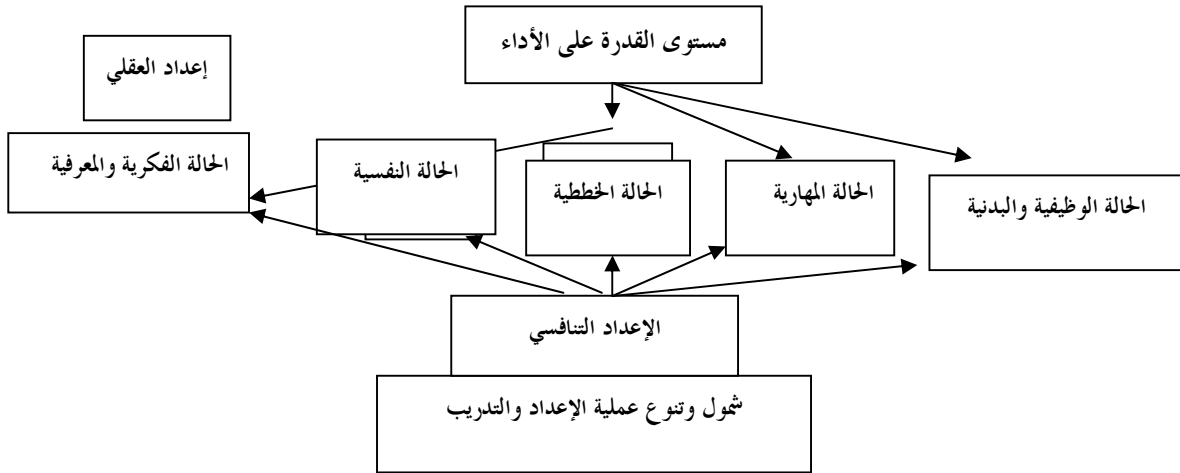 مستوى القدرة على الأداء
إعداد العقلي
الحالة الوظيفية والبدنية
الحالة المهارية
الحالة الخططية
الحالة النفسية
الحالة الفكرية والمعرفية
الإعداد التنافسي
شمول وتنوع عملية الإعداد والتدريب